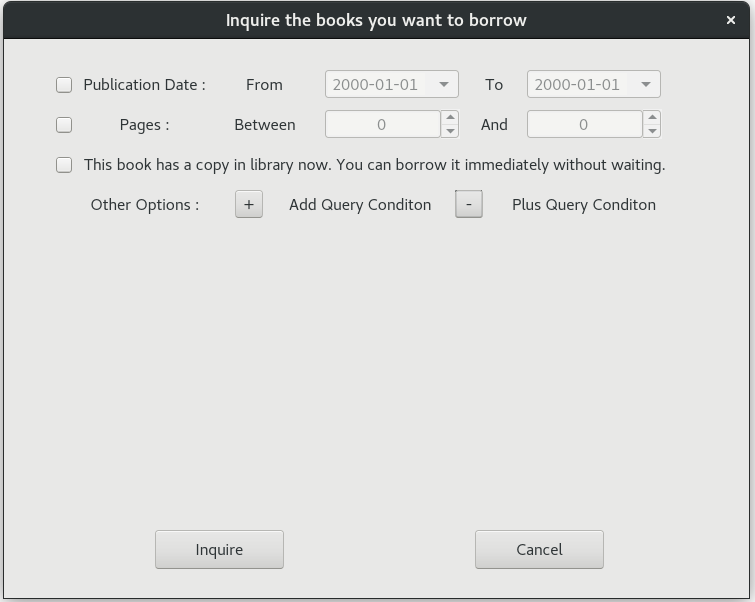 Inquire the books you want to borrow ×
Publication Date : From 2000-01-01 To 2000-01-01
Pages : Between 0 And 0
This book has a copy in library now. You can borrow it immediately without waiting.
Other Options : + Add Query Conditon - Plus Query Conditon
Inquire Cancel